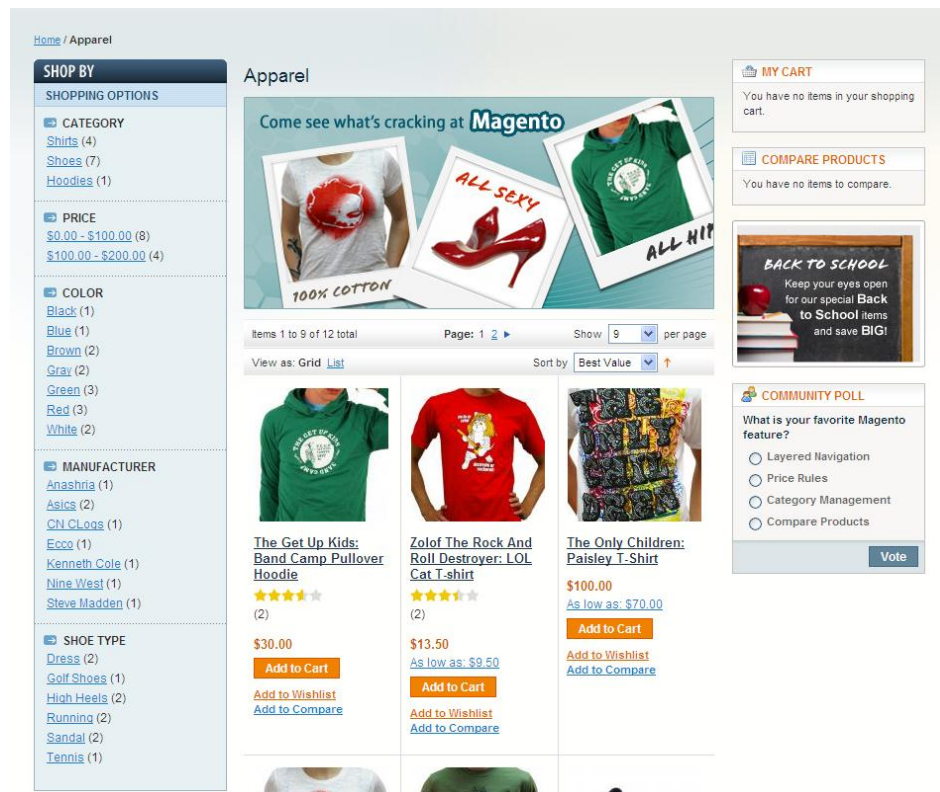 Home / Apparel
SHOP BY
SHOPPING OPTIONS
CATEGORY
Shirts (4)
Shoes (7)
Hoodies (1)
PRICE
$0.00 - $100.00 (8)
$100.00 - $200.00 (4)
COLOR
Black (1)
Blue (1)
Brown (2)
Gray (2)
Green (3)
Red (3)
White (2)
MANUFACTURER
Anashria (1)
Asics (2)
CN CLogs (1)
Ecco (1)
Kenneth Cole (1)
Nine West (1)
Steve Madden (1)
SHOE TYPE
Dress (2)
Golf Shoes (1)
High Heels (2)
Running (2)
Sandal (2)
Tennis (1)
Apparel
Come see what's cracking at Magento
100% COTTON
ALL SEXY
THE GET UP KIDS
BAND CAMP
ALL HIP
Items 1 to 9 of 12 total
Page: 1 2
Show 9 per page
View as: Grid List
Sort by Best Value
THE GET UP KIDS
BAND CAMP
The Get Up Kids:
Band Camp Pullover
Hoodie
(2)
$30.00
Add to Cart
Add to Wishlist
Add to Compare
Zolof The Rock And
Roll Destroyer: LOL
Cat T-shirt
(2)
$13.50
As low as: $9.50
Add to Cart
Add to Wishlist
Add to Compare
The Only Children:
Paisley T-Shirt
$100.00
As low as: $70.00
Add to Cart
Add to Wishlist
Add to Compare
MY CART
You have no items in your shopping
cart.
COMPARE PRODUCTS
You have no items to compare.
BACK TO SCHOOL
Keep your eyes open
for our special Back
to School items
and save BIG!
COMMUNITY POLL
What is your favorite Magento
feature?
Layered Navigation
Price Rules
Category Management
Compare Products
Vote